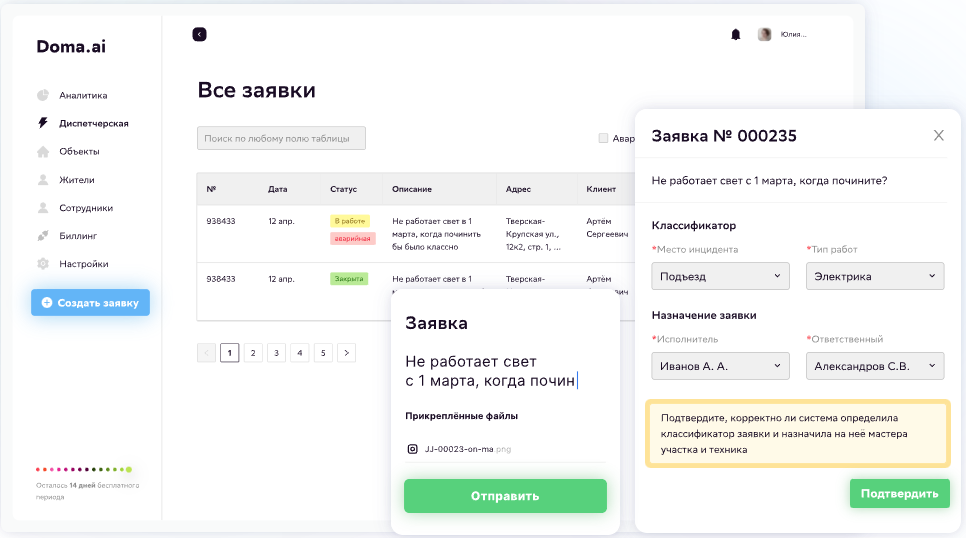 Doma.ai
Аналитика
Диспетчерская
Объекты
Жители
Сотрудники
Биллинг
Настройки
Создать заявку
Осталось 14 дней бесплатного
периода
Юлия...
Все заявки
Поиск по любому полю таблицы
Авар
№ Дата Статус Описание Адрес Клиент
938433 12 апр. В работе Не работает свет в 1 Тверская- Артём
аварийная марта, когда починить Крупская ул., Сергеевич
бы было классно 12к2, стр. 1, ...
938433 12 апр. Закрыта Не работает свет в 1 Тверская- Артём
1 2 3 4 5
Заявка
Не работает свет
с 1 марта, когда почин
Прикреплённые файлы
JJ-00023-on-ma.png
Отправить
Заявка № 000235
Не работает свет с 1 марта, когда почините?
Классификатор
*Место инцидента *Тип работ
Подъезд Электрика
Назначение заявки
*Исполнитель *Ответственный
Иванов А. А. Александров С.В.
Подтвердите, корректно ли система определила
классификатор заявки и назначила на неё мастера
участка и техника
Подтвердить